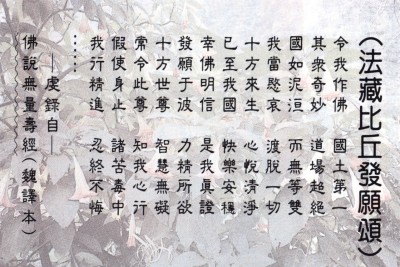 (法藏比丘發願頌)
令我作佛 國土第一
其衆奇妙 道場超絕
國如泥洹 而無等雙
我當愍哀 渡脫一切
十方來生 心悅清淨
已至我國 快樂安穩
幸佛明信 是我真證
發願于波 力精所欲
十方世尊 智慧無礙
常令此尊 知我心行
假使身止 諸苦毒中
我行精進 忍終不悔
……
—虔錄自—
佛說無量壽經(魏譯本)